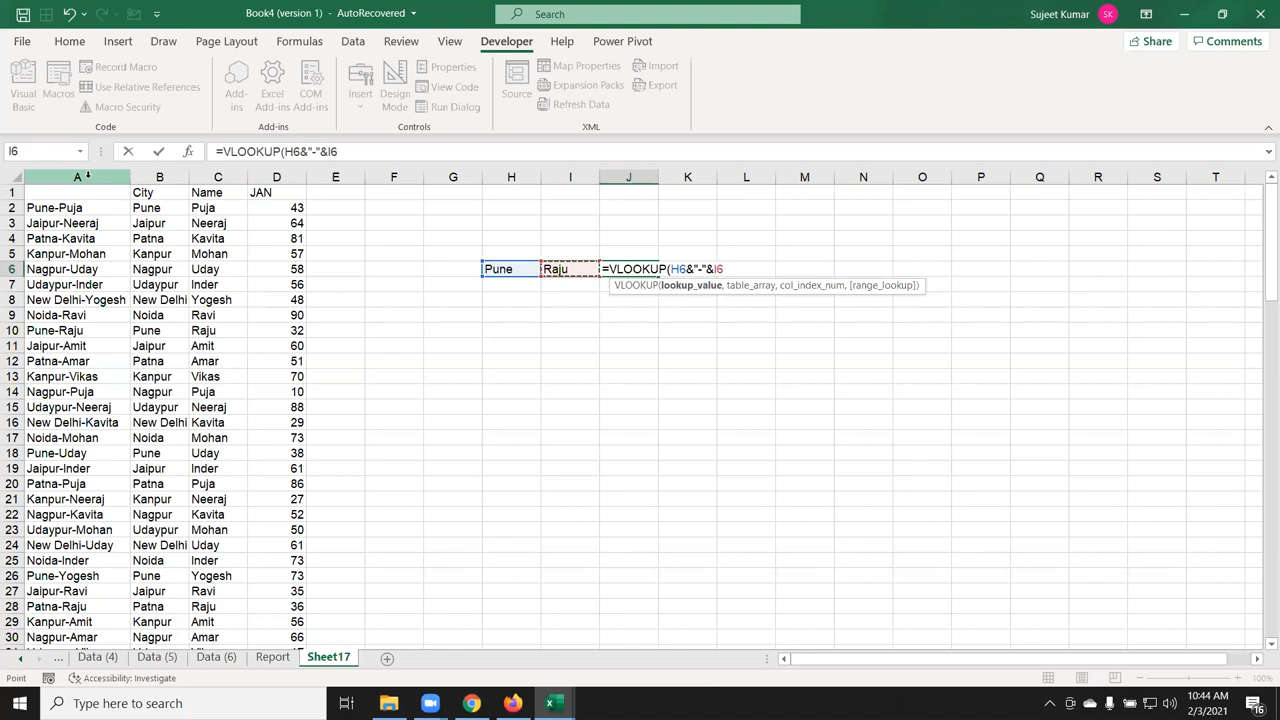 Book4 (version 1) - AutoRecovered
Search
Sujeet Kumar
SK
File Home Insert Draw Page Layout Formulas Data Review View Developer Help Power Pivot
Share Comments
Visual Basic
Macros
Record Macro
Use Relative References
Macro Security
Code
Add-ins
Excel Add-ins
COM Add-ins
Add-ins
Insert
Design Mode
Properties
View Code
Run Dialog
Controls
Source
Map Properties
Expansion Packs
Refresh Data
Import
Export
XML
I6 fx =VLOOKUP(H6&"-"&I6
A B C D E F G H I J K L M N O P Q R S T
1 City Name JAN
2 Pune-Puja Pune Puja 43
3 Jaipur-Neeraj Jaipur Neeraj 64
4 Patna-Kavita Patna Kavita 81
5 Kanpur-Mohan Kanpur Mohan 57
6 Nagpur-Uday Nagpur Uday 58 Pune Raju =VLOOKUP(H6&"-"&I6
7 Udaypur-Inder Udaypur Inder 56 VLOOKUP(lookup_value, table_array, col_index_num, [range_lookup])
8 New Delhi-Yogesh New Delhi Yogesh 48
9 Noida-Ravi Noida Ravi 90
10 Pune-Raju Pune Raju 32
11 Jaipur-Amit Jaipur Amit 60
12 Patna-Amar Patna Amar 51
13 Kanpur-Vikas Kanpur Vikas 70
14 Nagpur-Puja Nagpur Puja 10
15 Udaypur-Neeraj Udaypur Neeraj 88
16 New Delhi-Kavita New Delhi Kavita 29
17 Noida-Mohan Noida Mohan 73
18 Pune-Uday Pune Uday 38
19 Jaipur-Inder Jaipur Inder 61
20 Patna-Puja Patna Puja 86
21 Kanpur-Neeraj Kanpur Neeraj 27
22 Nagpur-Kavita Nagpur Kavita 52
23 Udaypur-Mohan Udaypur Mohan 50
24 New Delhi-Uday New Delhi Uday 61
25 Noida-Inder Noida Inder 73
26 Pune-Yogesh Pune Yogesh 73
27 Jaipur-Ravi Jaipur Ravi 35
28 Patna-Raju Patna Raju 36
29 Kanpur-Amit Kanpur Amit 56
30 Nagpur-Amar Nagpur Amar 66
... Data (4) Data (5) Data (6) Report Sheet17
Point Accessibility: Investigate 100%
Type here to search
10:44 AM
2/3/2021
16